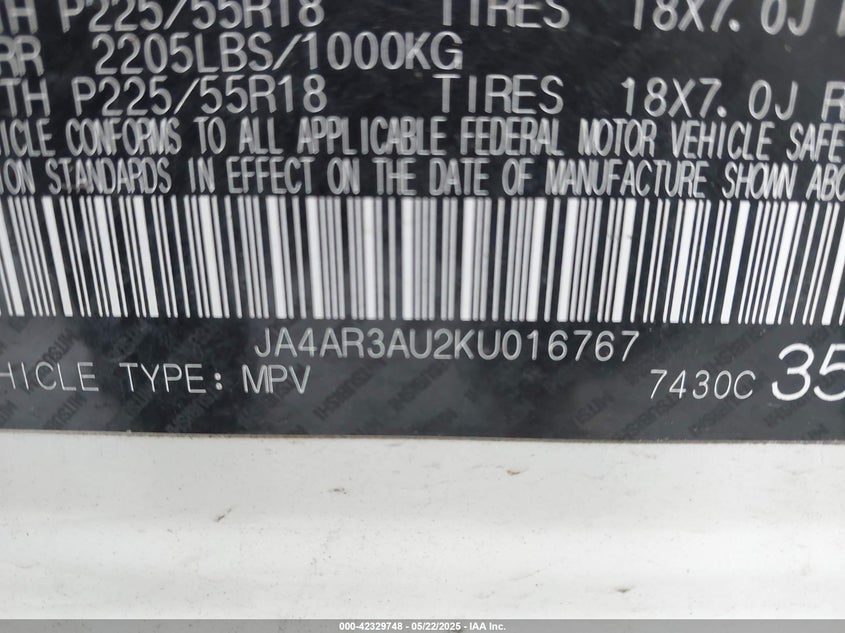 TH P225/55R18 TIRES 18X7.0J
RR 2205LBS/1000KG
TH P225/55R18 TIRES 18X7.0J R
ICLE CONFORMS TO ALL APPLICABLE FEDERAL MOTOR VEHICLE SAFE
ION STANDARDS IN EFFECT ON THE DATE OF MANUFACTURE SHOWN ABO
JA4AR3AU2KU016767
HICLE TYPE: MPV 7430C 35
000-42329748 - 05/22/2025 - IAA Inc.